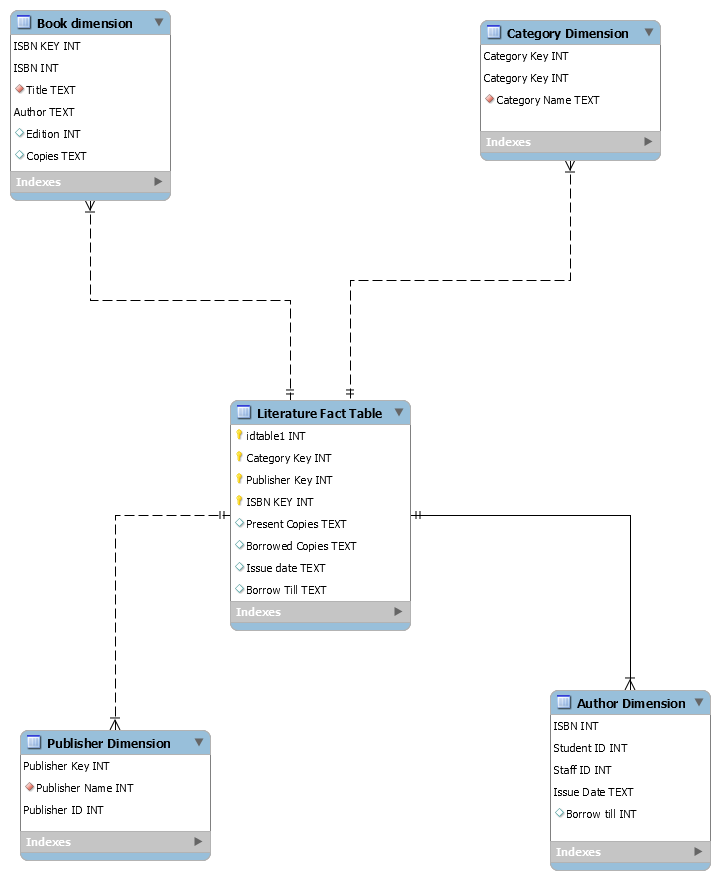 Book dimension
ISBN KEY INT
ISBN INT
Title TEXT
Author TEXT
Edition INT
Copies TEXT
Indexes
Category Dimension
Category Key INT
Category Key INT
Category Name TEXT
Indexes
Literature Fact Table
idtable1 INT
Category Key INT
Publisher Key INT
ISBN KEY INT
Present Copies TEXT
Borrowed Copies TEXT
Issue date TEXT
Borrow Till TEXT
Indexes
Publisher Dimension
Publisher Key INT
Publisher Name INT
Publisher ID INT
Indexes
Author Dimension
ISBN INT
Student ID INT
Staff ID INT
Issue Date TEXT
Borrow till INT
Indexes